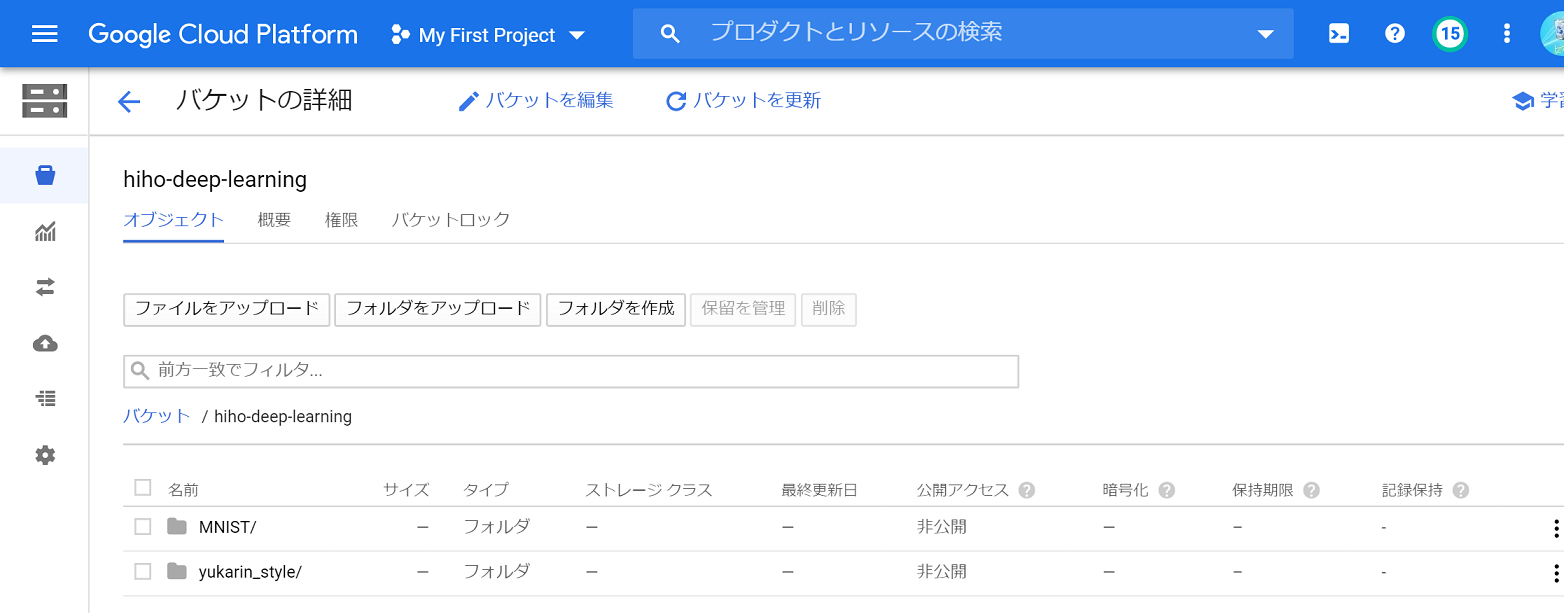 Google Cloud Platform My First Project プロダクトとリソースの検索 ? 15
バケットの詳細 バケットを編集 バケットを更新
hiho-deep-learning
オブジェクト 概要 権限 バケットロック
ファイルをアップロード フォルダをアップロード フォルダを作成 保留を管理 削除
前方一致でフィルタ...
バケット / hiho-deep-learning
名前 サイズ タイプ ストレージ クラス 最終更新日 公開アクセス ? 暗号化 ? 保持期限 ? 記録保持 ?
MNIST/ — フォルダ — — 非公開 — – -
yukarin_style/ — フォルダ — — 非公開 — – -